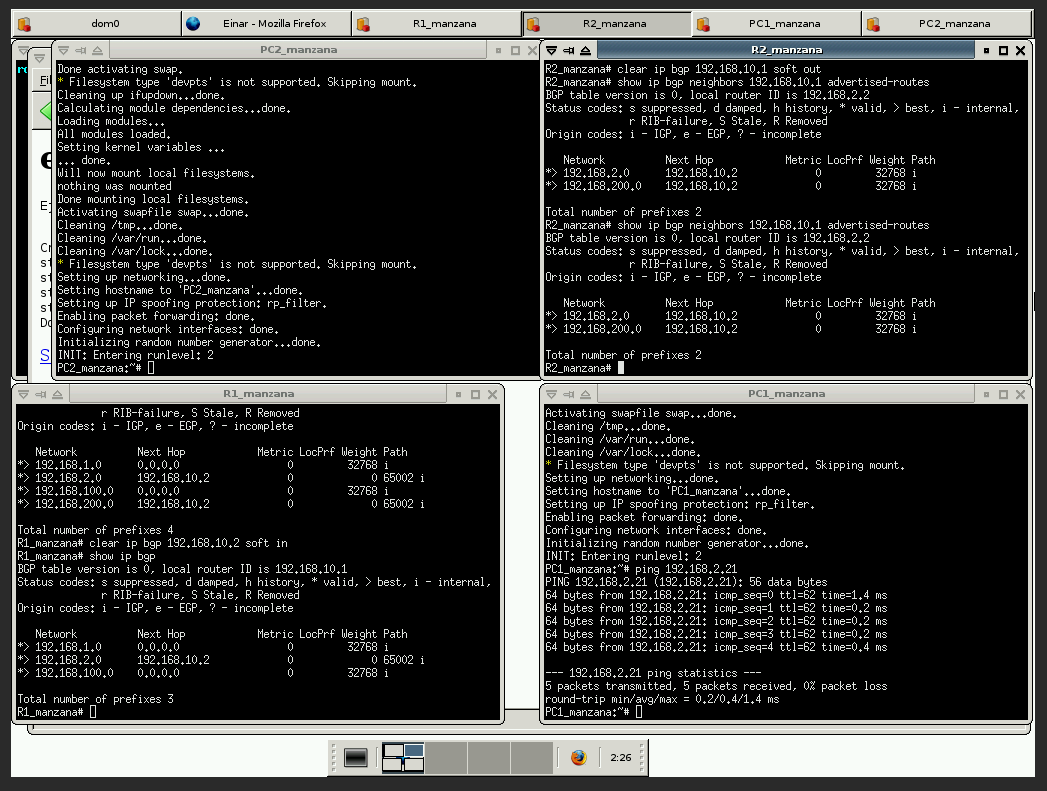 dom0
Einar - Mozilla Firefox
R1_manzana
R2_manzana
PC1_manzana
PC2_manzana
PC2_manzana
Done activating swap.
* Filesystem type 'devpts' is not supported. Skipping mount.
Cleaning up ifupdown...done.
Calculating module dependencies...done.
Loading modules...
All modules loaded.
Setting kernel variables ...
... done.
Will now mount local filesystems.
nothing was mounted
Done mounting local filesystems.
Activating swapfile swap...done.
Cleaning /tmp...done.
Cleaning /var/run...done.
Cleaning /var/lock...done.
* Filesystem type 'devpts' is not supported. Skipping mount.
Setting up networking...done.
Setting hostname to 'PC2_manzana'...done.
Setting up IP spoofing protection: rp_filter.
Enabling packet forwarding: done.
Configuring network interfaces: done.
Initializing random number generator...done.
INIT: Entering runlevel: 2
PC2_manzana:~#
R2_manzana
R2_manzana# clear ip bgp 192.168.10.1 soft out
R2_manzana# show ip bgp neighbors 192.168.10.1 advertised-routes
BGP table version is 0, local router ID is 192.168.2.2
Status codes: s suppressed, d damped, h history, * valid, > best, i - internal,
r RIB-failure, S Stale, R Removed
Origin codes: i - IGP, e - EGP, ? - incomplete
Network Next Hop Metric LocPrf Weight Path
*> 192.168.2.0 192.168.10.2 0 32768 i
*> 192.168.200.0 192.168.10.2 0 32768 i
Total number of prefixes 2
R2_manzana# show ip bgp neighbors 192.168.10.1 advertised-routes
BGP table version is 0, local router ID is 192.168.2.2
Status codes: s suppressed, d damped, h history, * valid, > best, i - internal,
r RIB-failure, S Stale, R Removed
Origin codes: i - IGP, e - EGP, ? - incomplete
Network Next Hop Metric LocPrf Weight Path
*> 192.168.2.0 192.168.10.2 0 32768 i
*> 192.168.200.0 192.168.10.2 0 32768 i
Total number of prefixes 2
R2_manzana#
R1_manzana
r RIB-failure, S Stale, R Removed
Origin codes: i - IGP, e - EGP, ? - incomplete
Network Next Hop Metric LocPrf Weight Path
*> 192.168.1.0 0.0.0.0 0 32768 i
*> 192.168.2.0 192.168.10.2 0 0 65002 i
*> 192.168.100.0 0.0.0.0 0 32768 i
*> 192.168.200.0 192.168.10.2 0 0 65002 i
Total number of prefixes 4
R1_manzana# clear ip bgp 192.168.10.2 soft in
R1_manzana# show ip bgp
BGP table version is 0, local router ID is 192.168.10.1
Status codes: s suppressed, d damped, h history, * valid, > best, i - internal,
r RIB-failure, S Stale, R Removed
Origin codes: i - IGP, e - EGP, ? - incomplete
Network Next Hop Metric LocPrf Weight Path
*> 192.168.1.0 0.0.0.0 0 32768 i
*> 192.168.2.0 192.168.10.2 0 0 65002 i
*> 192.168.100.0 0.0.0.0 0 32768 i
Total number of prefixes 3
R1_manzana#
PC1_manzana
Activating swapfile swap...done.
Cleaning /tmp...done.
Cleaning /var/run...done.
Cleaning /var/lock...done.
* Filesystem type 'devpts' is not supported. Skipping mount.
Setting up networking...done.
Setting hostname to 'PC1_manzana'...done.
Setting up IP spoofing protection: rp_filter.
Enabling packet forwarding: done.
Configuring network interfaces: done.
Initializing random number generator...done.
INIT: Entering runlevel: 2
PC1_manzana:~# ping 192.168.2.21
PING 192.168.2.21 (192.168.2.21): 56 data bytes
64 bytes from 192.168.2.21: icmp_seq=0 ttl=62 time=1.4 ms
64 bytes from 192.168.2.21: icmp_seq=1 ttl=62 time=0.2 ms
64 bytes from 192.168.2.21: icmp_seq=2 ttl=62 time=0.2 ms
64 bytes from 192.168.2.21: icmp_seq=3 ttl=62 time=0.2 ms
64 bytes from 192.168.2.21: icmp_seq=4 ttl=62 time=0.4 ms
--- 192.168.2.21 ping statistics ---
5 packets transmitted, 5 packets received, 0% packet loss
round-trip min/avg/max = 0.2/0.4/1.4 ms
PC1_manzana:~#
2:26